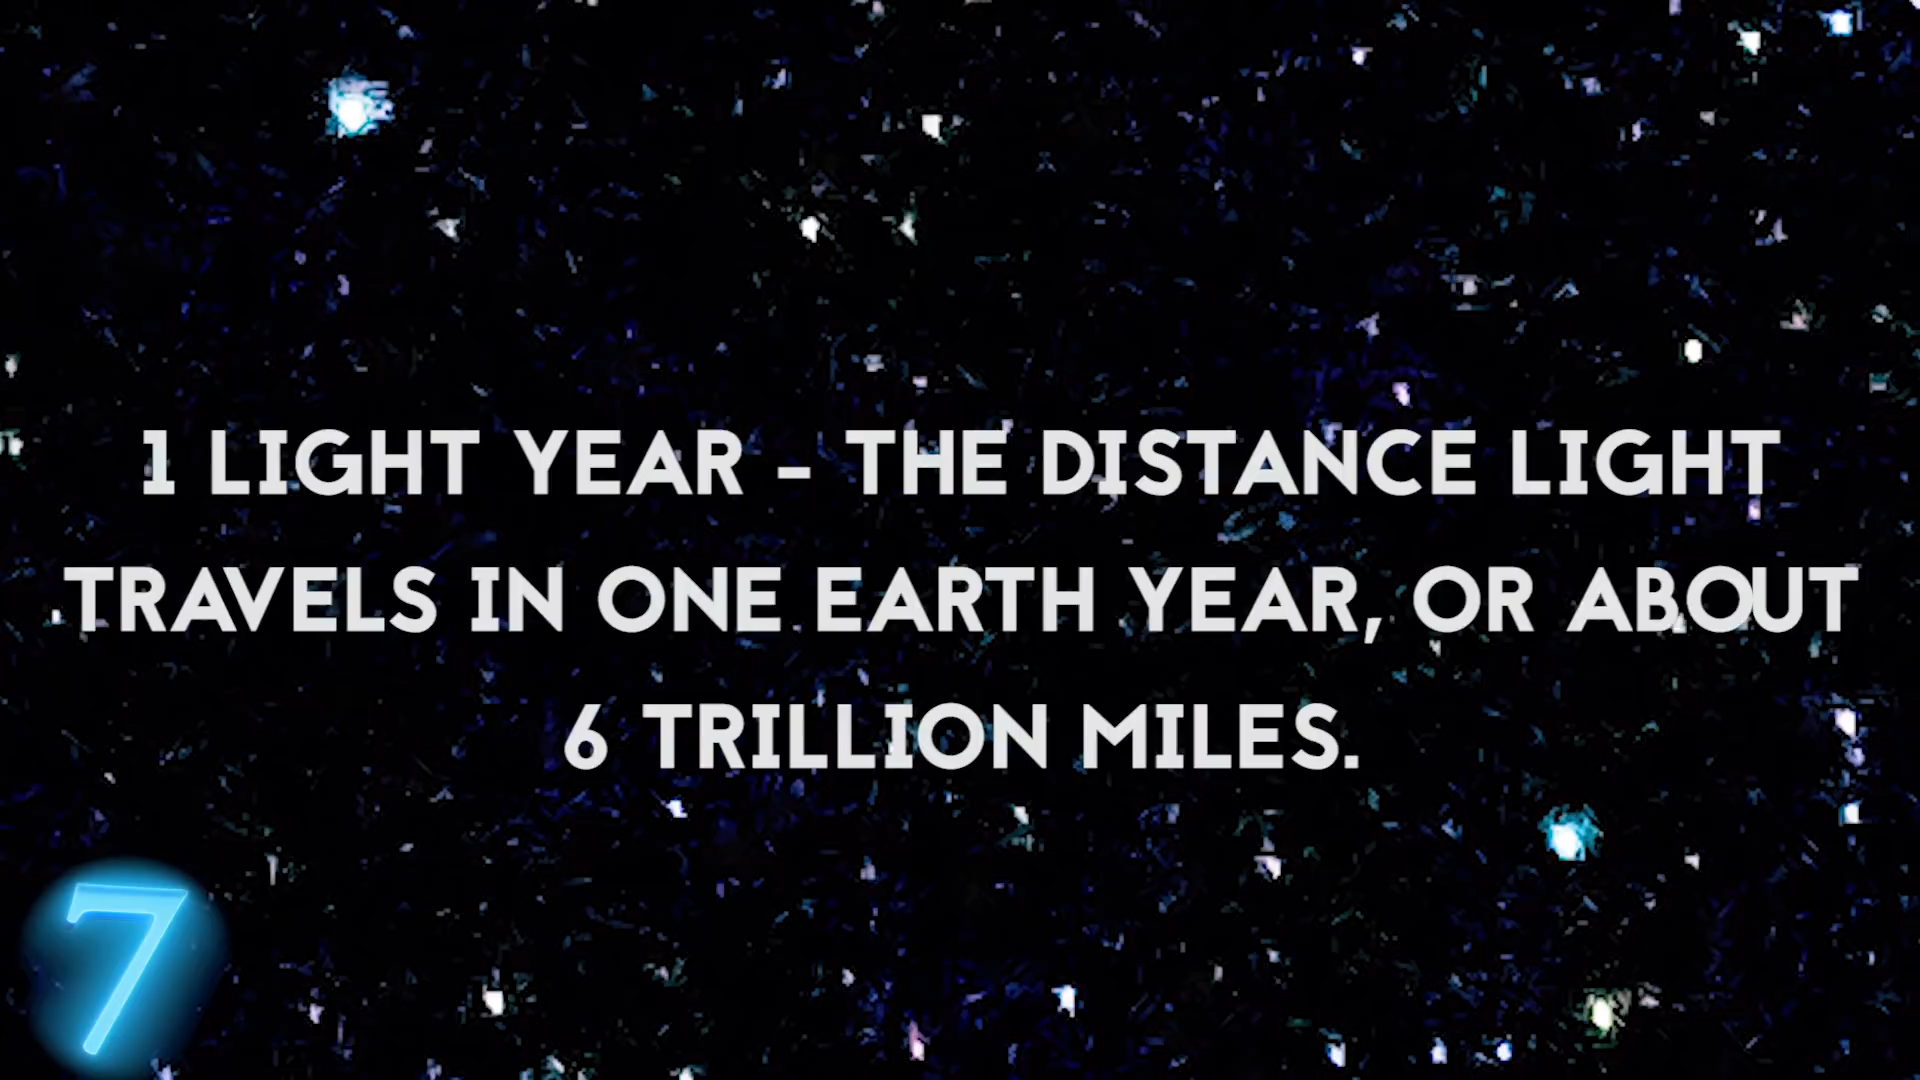 1 LIGHT YEAR - THE DISTANCE LIGHT
TRAVELS IN ONE EARTH YEAR, OR ABOUT
6 TRILLION MILES.
7